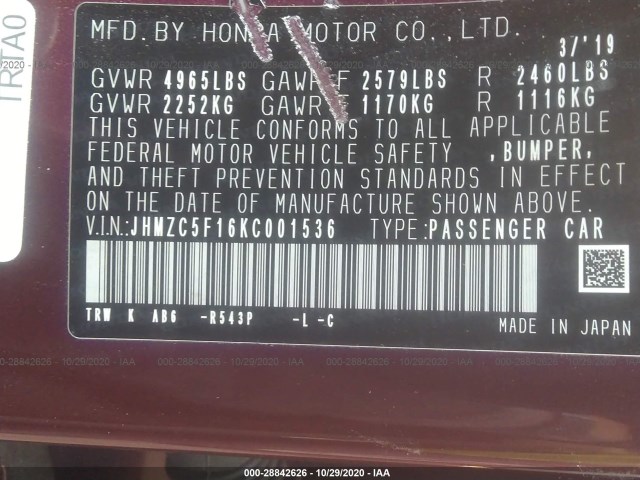 MFD. BY HONDA MOTOR CO., LTD.
3/'19
GVWR 4965LBS GAWR F 2579LBS R 2460LBS
GVWR 2252KG GAWR F 1170KG R 1116KG
THIS VEHICLE CONFORMS TO ALL APPLICABLE
FEDERAL MOTOR VEHICLE SAFETY ,BUMPER,
AND THEFT PREVENTION STANDARDS IN EFFECT
ON THE DATE OF MANUFACTURE SHOWN ABOVE.
V.I.N.:JHMZC5F16KC001536 TYPE:PASSENGER CAR
TRW K AB6 -R543P -L -C
MADE IN JAPAN
TRTA0
000-28842626 - 10/29/2020 - IAA